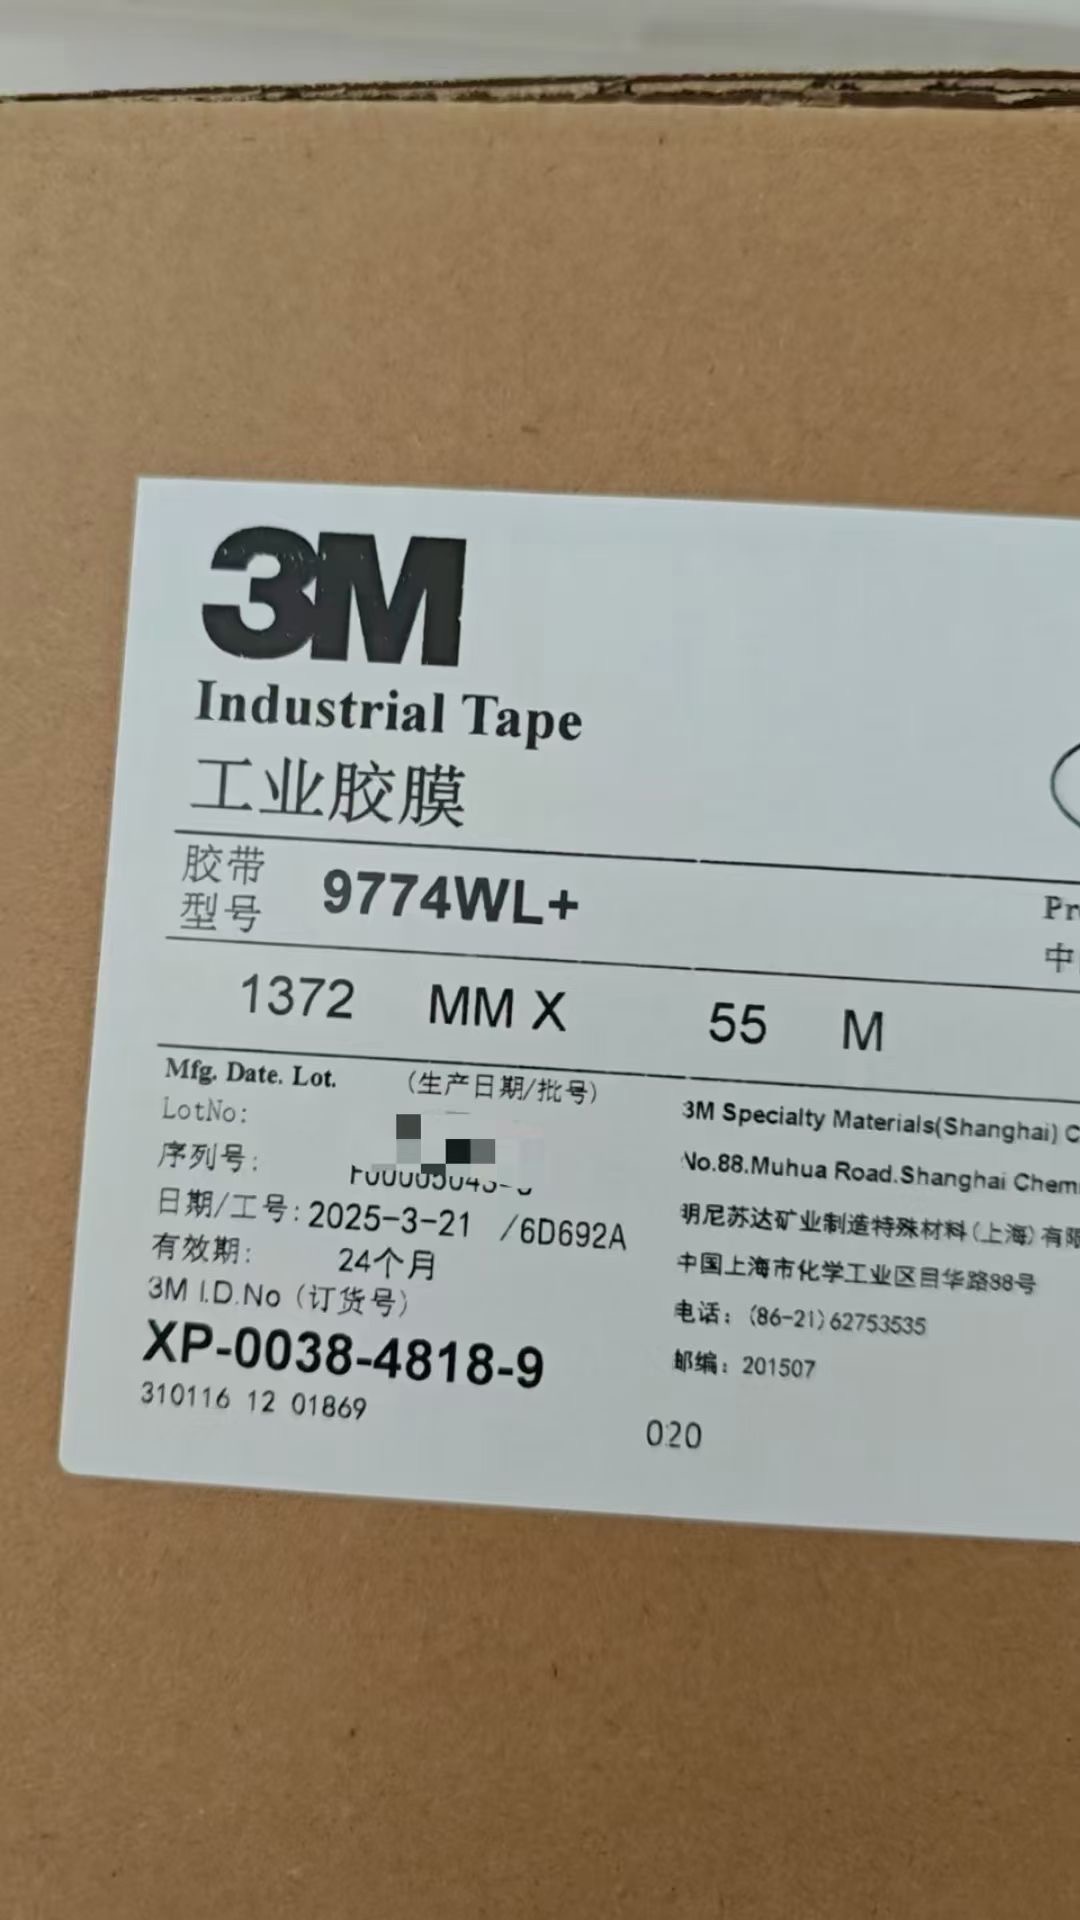 3M
Industrial Tape
工业胶膜
胶带
型号 9774WL+
中
1372 MM X 55 M
Mfg. Date. Lot. (生产日期/批号)
LotNo:
序列号:
日期/工号: 2025-3-21 /6D692A
有效期: 24个月
3M I.D.No (订货号)
XP-0038-4818-9
310116 12 01869
3M Specialty Materials(Shanghai)
No.88.Muhua Road.Shanghai
明尼苏达矿业制造特殊材料(上海)有限
中国上海市化学工业区目华路88号
电话: (86-21)62753535
邮编: 201507
020